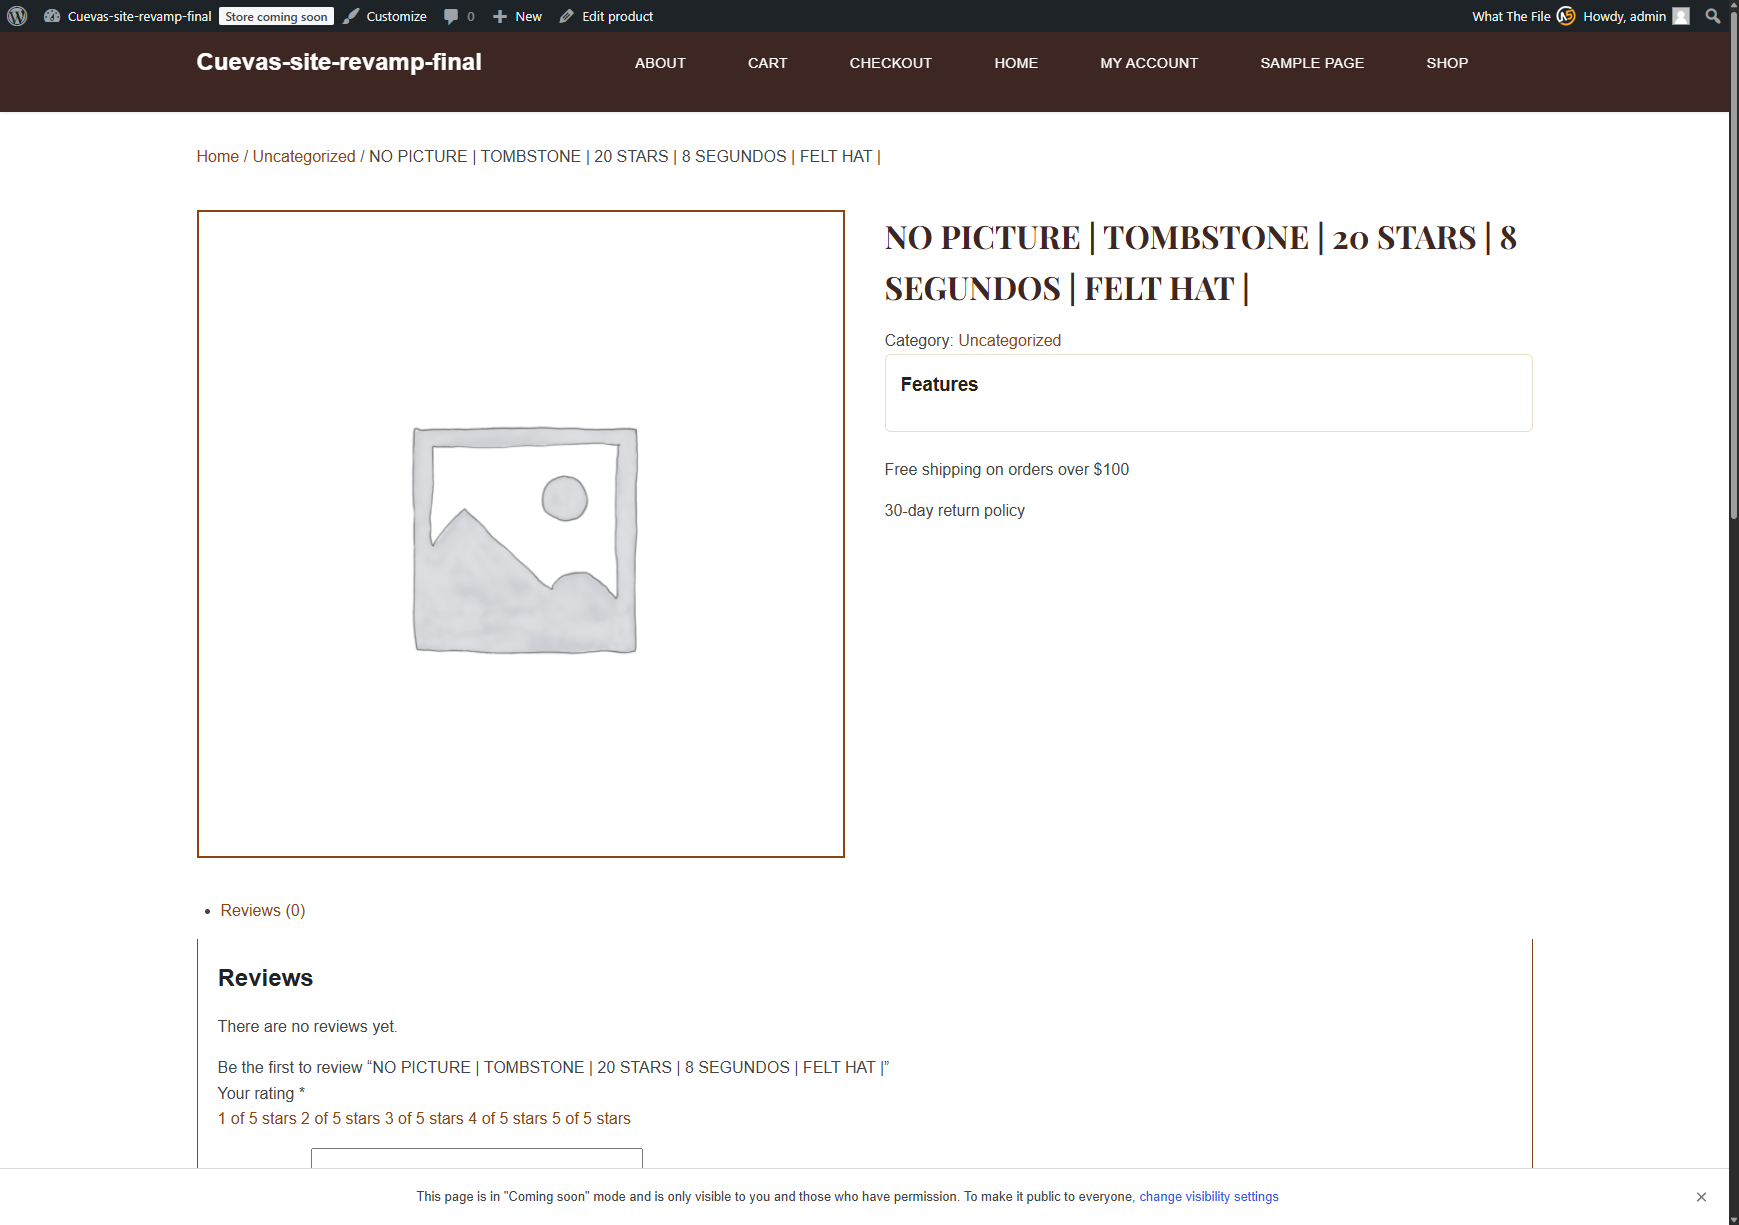 Cuevas-site-revamp-final Store coming soon Customize 0 New Edit product What The File Howdy, admin
Cuevas-site-revamp-final ABOUT CART CHECKOUT HOME MY ACCOUNT SAMPLE PAGE SHOP
Home / Uncategorized / NO PICTURE | TOMBSTONE | 20 STARS | 8 SEGUNDOS | FELT HAT |
NO PICTURE | TOMBSTONE | 20 STARS | 8
SEGUNDOS | FELT HAT |
Category: Uncategorized
Features
Free shipping on orders over $100
30-day return policy
Reviews (0)
Reviews
There are no reviews yet.
Be the first to review “NO PICTURE | TOMBSTONE | 20 STARS | 8 SEGUNDOS | FELT HAT |”
Your rating *
1 of 5 stars 2 of 5 stars 3 of 5 stars 4 of 5 stars 5 of 5 stars
This page is in "Coming soon" mode and is only visible to you and those who have permission. To make it public to everyone, change visibility settings